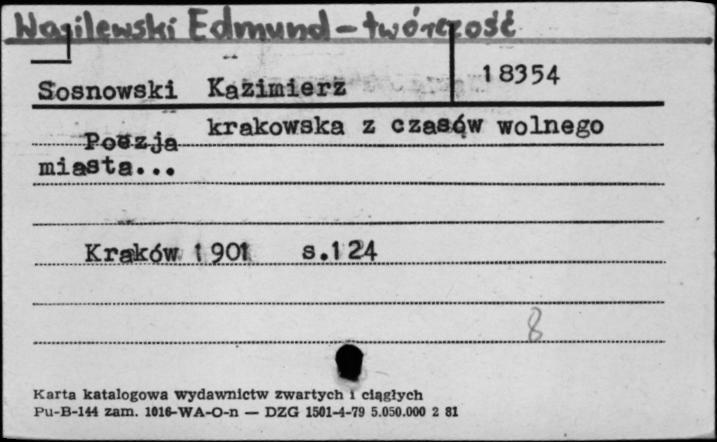 Wasilewski Edmund – twórczość
Sosnowski Kazimierz 18354
Poezja krakowska z czasów wolnego
miasta...
Kraków 1901 s.124
8
Karta katalogowa wydawnictw zwartych i ciągłych
Pu-B-144 zam. 1016-WA-O-n — DZG 1501-4-79 5.050.000 2 81